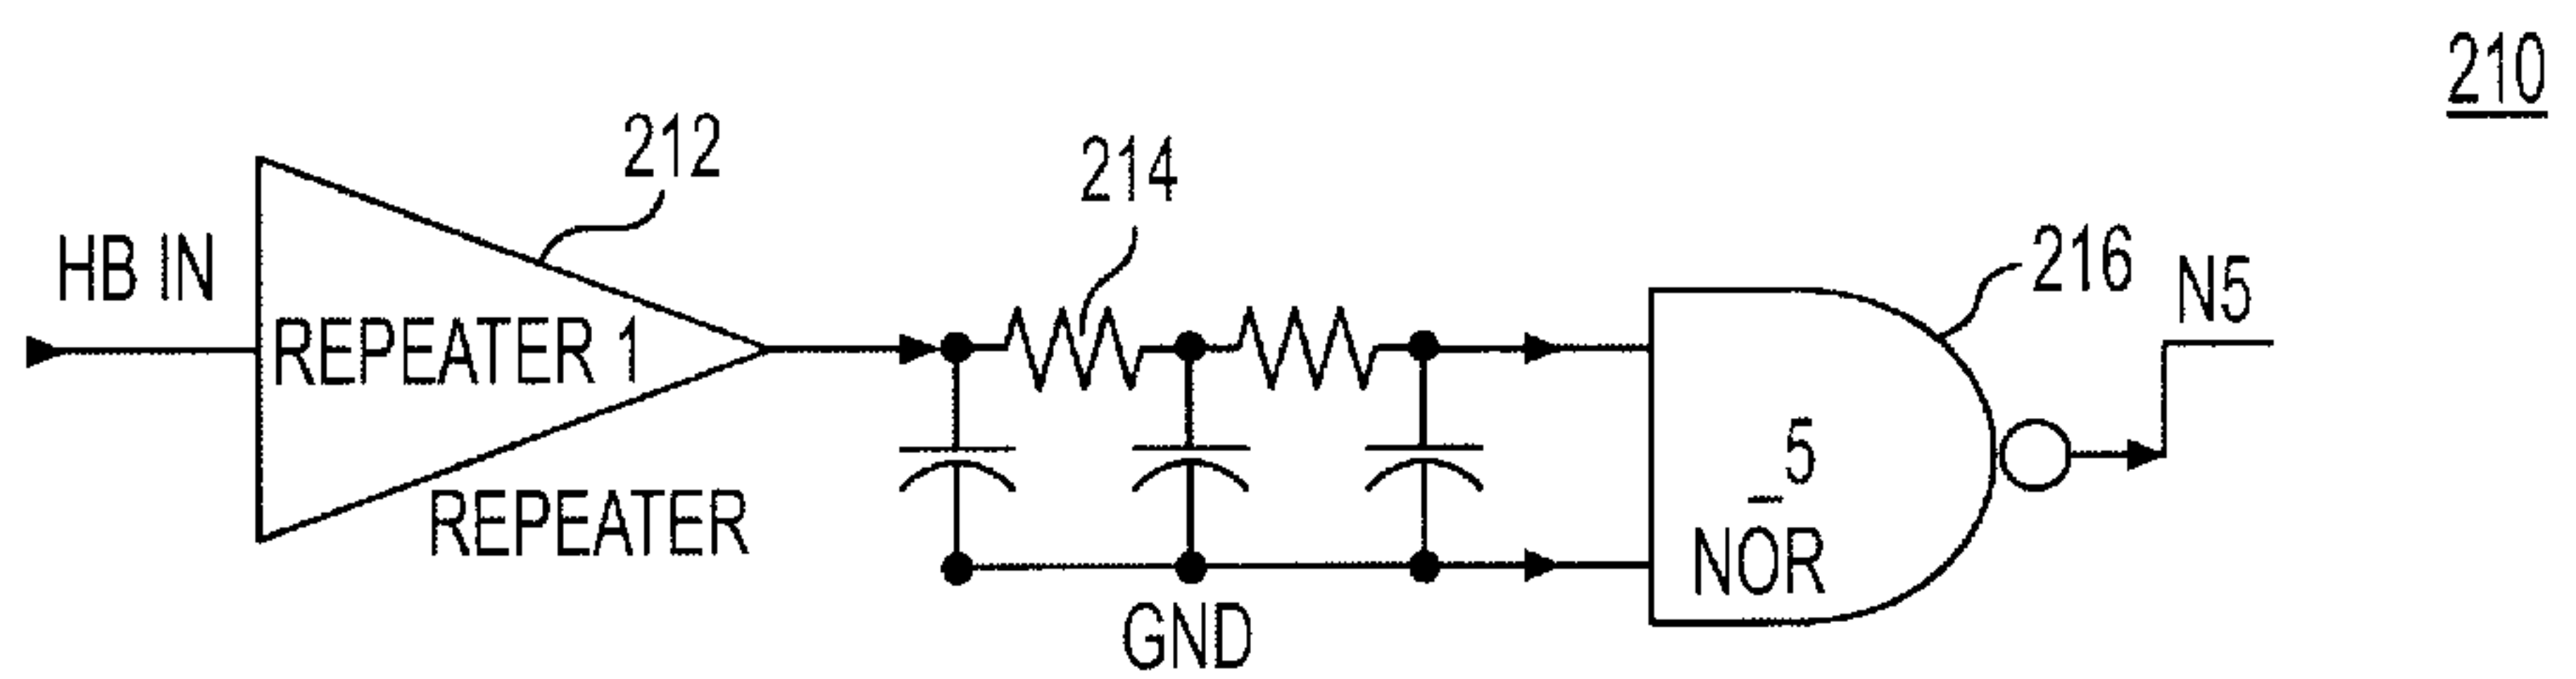 210
212
214
HB IN
216
N5
REPEATER 1
_5
REPEATER
NOR
GND